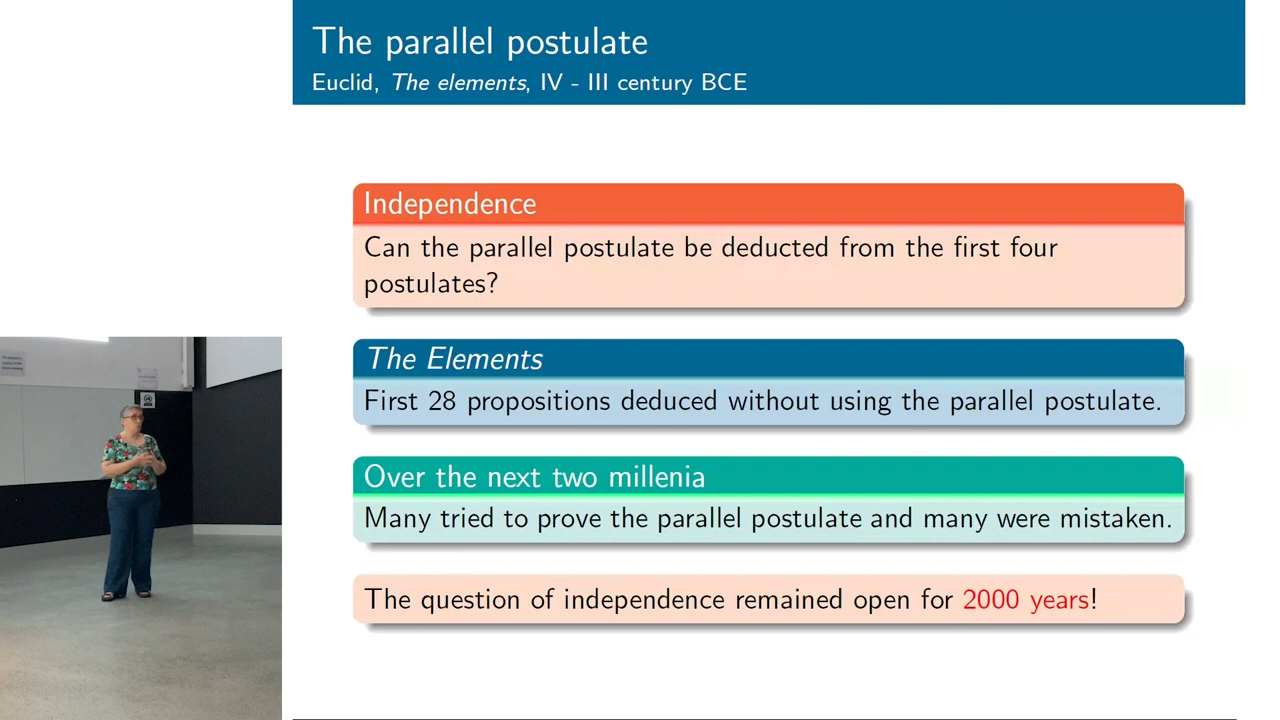 The parallel postulate
Euclid, The elements, IV - III century BCE
Independence
Can the parallel postulate be deducted from the first four
postulates?
The Elements
First 28 propositions deduced without using the parallel postulate.
Over the next two millenia
Many tried to prove the parallel postulate and many were mistaken.
The question of independence remained open for 2000 years!